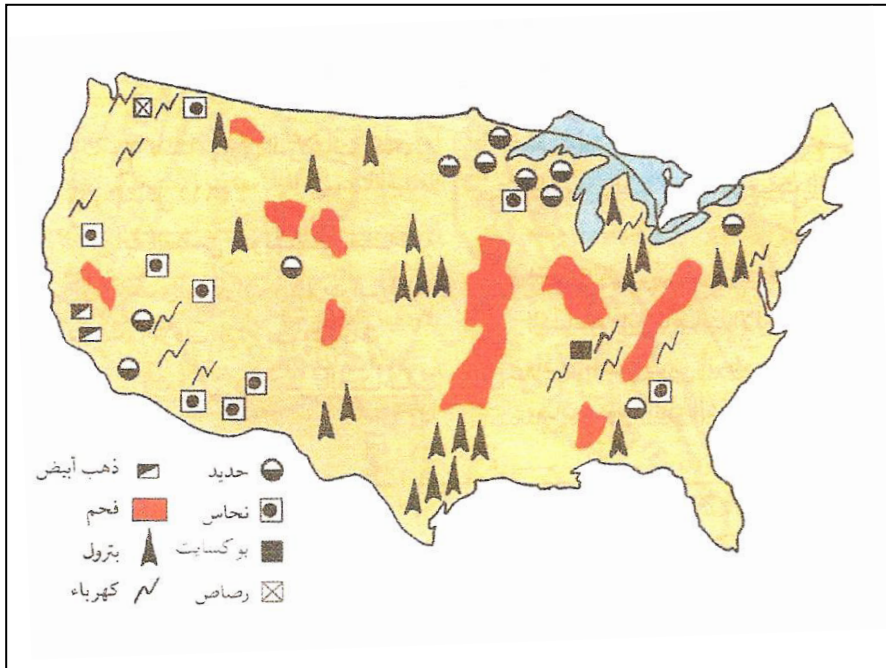 حديد
ذهب أبيض
نحاس
فحم
بوكسايت
بترول
رصاص
كهرباء